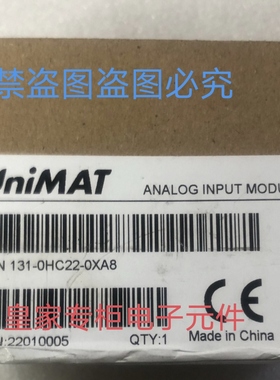 禁盗图盗图必究
UniMAT
ANALOG INPUT MODU
N 131-0HC22-0XA8
CE
皇家专柜电子元件
:22010005
QTY:1
Made in China